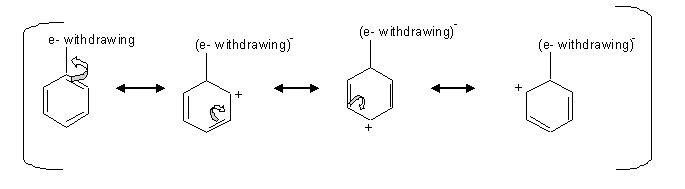 e- withdrawing
(e- withdrawing)-
(e- withdrawing)-
(e- withdrawing)-
+
+
+